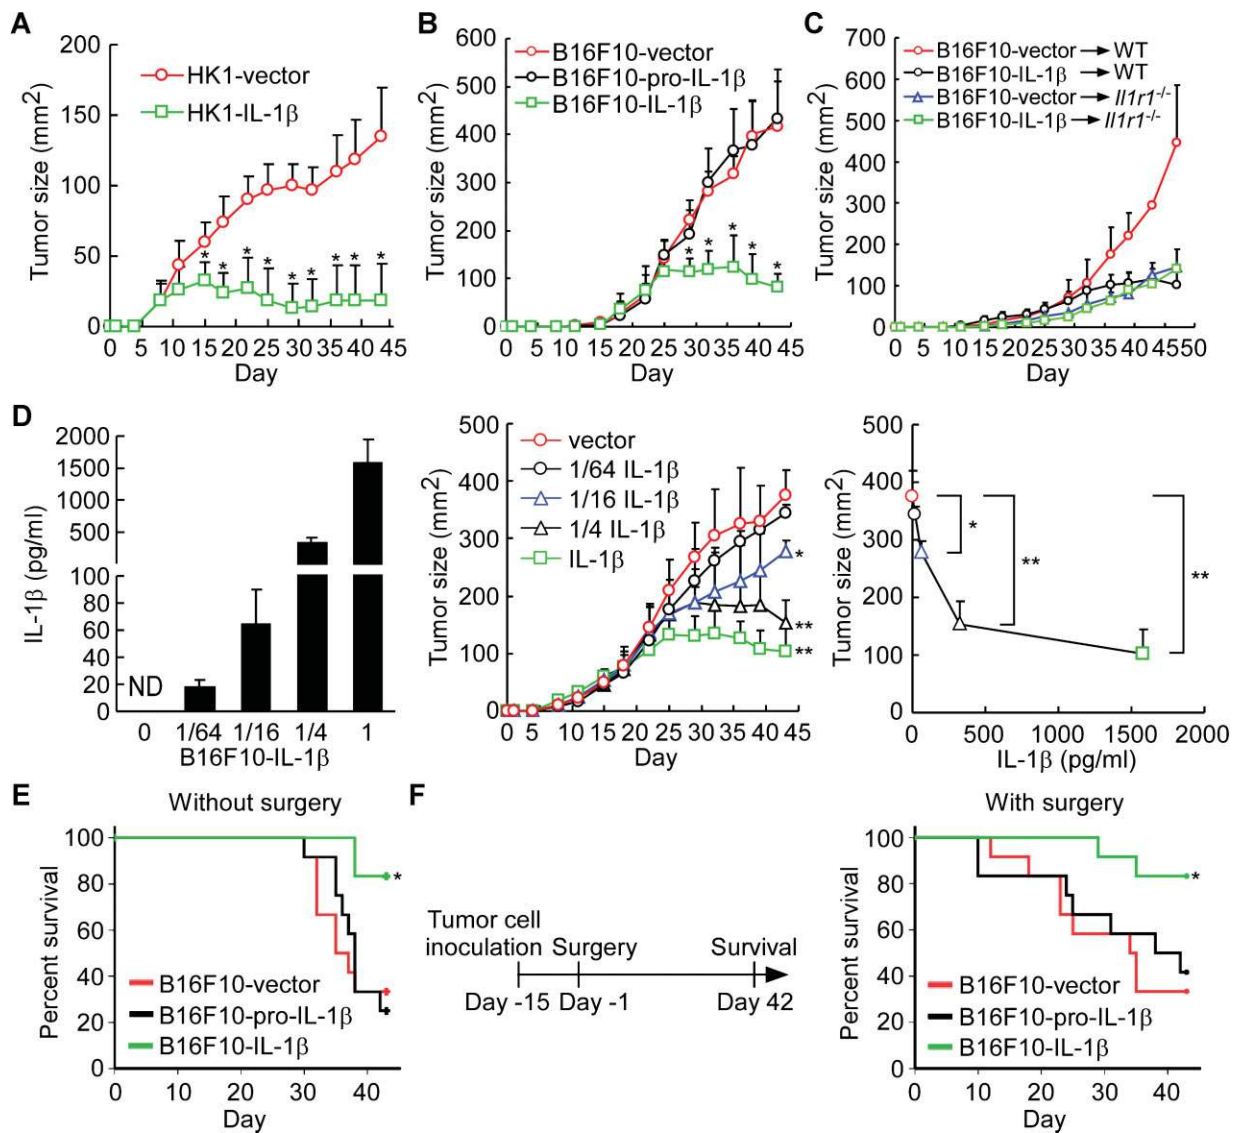 A
Tumor size (mm²)
200
150
100
50
0
HK1-vector
HK1-IL-1β
* * * * * * * * *
0 5 10 15 20 25 30 35 40 45
Day
B
Tumor size (mm²)
600
500
400
300
200
100
0
B16F10-vector
B16F10-pro-IL-1β
B16F10-IL-1β
* * * * *
0 5 10 15 20 25 30 35 40 45
Day
C
Tumor size (mm²)
700
600
500
400
300
200
100
0
B16F10-vector → WT
B16F10-IL-1β → WT
B16F10-vector → Il1r1-/-
B16F10-IL-1β → Il1r1-/-
0 5 10 15 20 25 30 35 40 45 50
Day
D
IL-1β (pg/ml)
2000
1500
1000
500
100
80
60
40
20
0
ND
0 1/64 1/16 1/4 1
B16F10-IL-1β
Tumor size (mm²)
500
400
300
200
100
0
vector
1/64 IL-1β
1/16 IL-1β
1/4 IL-1β
IL-1β
*
**
**
0 5 10 15 20 25 30 35 40 45
Day
Tumor size (mm²)
500
400
300
200
100
0
*
**
**
0 500 1000 1500 2000
IL-1β (pg/ml)
E
Without surgery
Percent survival
100
80
60
40
20
0
*
B16F10-vector
B16F10-pro-IL-1β
B16F10-IL-1β
0 10 20 30 40
Day
F
Tumor cell
inoculation
Surgery
Survival
Day -15
Day -1
Day 42
With surgery
Percent survival
100
80
60
40
20
0
*
B16F10-vector
B16F10-pro-IL-1β
B16F10-IL-1β
0 10 20 30 40
Day